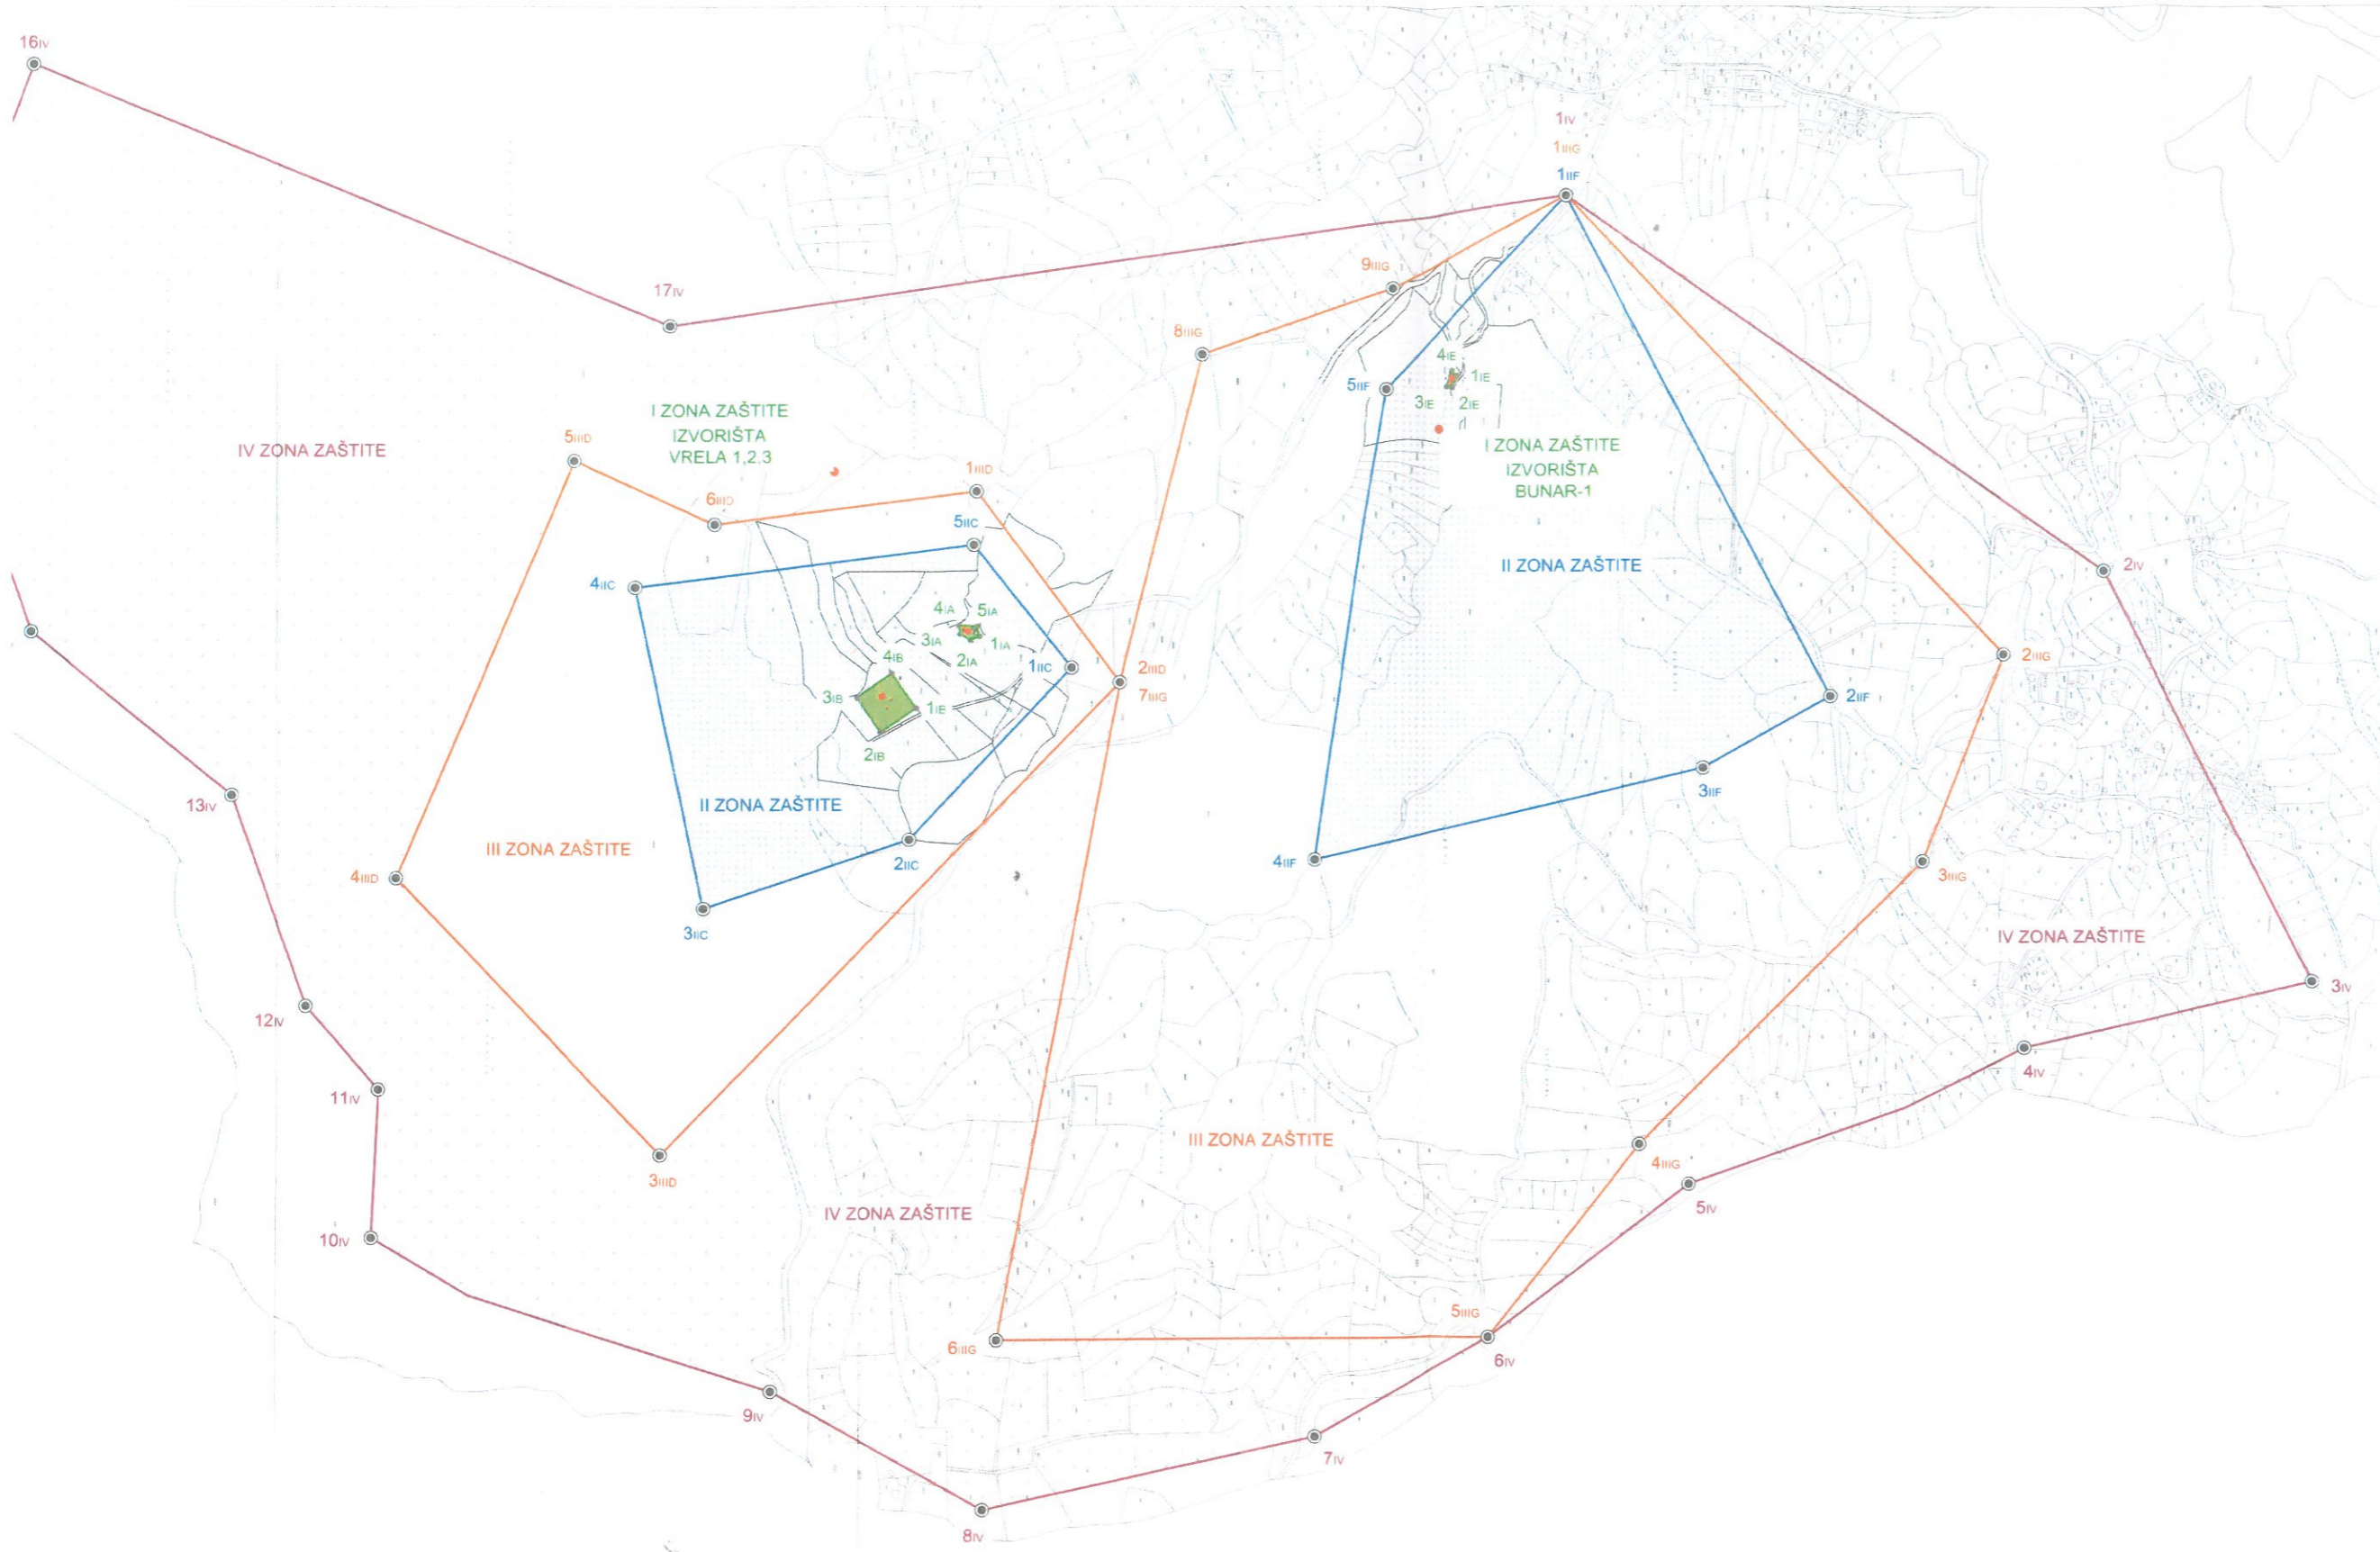 16IV
1IV
1IIIG
1IIF
17IV
9IIIG
8IIIG
4IE
1IE
5IIF
3IE
2IE
I ZONA ZAŠTITE
IZVORIŠTA
VRELA 1,2,3
IV ZONA ZAŠTITE
5IIID
I ZONA ZAŠTITE
IZVORIŠTA
BUNAR-1
1IIID
6IIID
5IIC
II ZONA ZAŠTITE
2IV
4IIC
4IA
5IA
3IA
1IA
2IA
4IB
1IIC
2IIID
7IIIG
2IIIG
3IB
1IB
2IIF
2IB
3IIF
13IV
II ZONA ZAŠTITE
III ZONA ZAŠTITE
2IIC
4IIF
4IIID
3IIIG
3IIC
IV ZONA ZAŠTITE
3IV
12IV
4IV
11IV
III ZONA ZAŠTITE
4IIIG
3IIID
5IV
IV ZONA ZAŠTITE
10IV
5IIIG
6IIIG
6IV
9IV
7IV
8IV